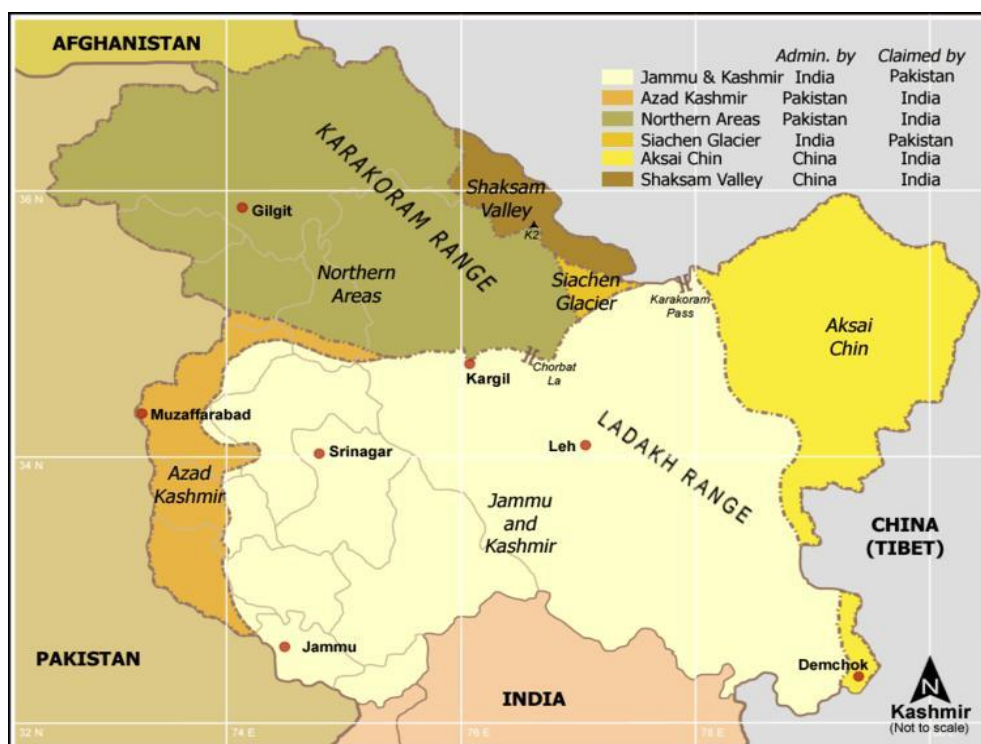 AFGHANISTAN
Admin. by Claimed by
Jammu & Kashmir India Pakistan
Azad Kashmir Pakistan India
Northern Areas Pakistan India
Siachen Glacier India Pakistan
Aksai Chin China India
Shaksam Valley China India
KARAKORAM RANGE
36 N
Shaksam
Valley
Gilgit
K2
Northern
Areas
Siachen
Glacier
Karakoram
Pass
Aksai
Chin
Kargil
Chorbat
La
Muzaffarabad
LADAKH RANGE
Srinagar
Leh
34 N
Azad
Kashmir
Jammu
and
Kashmir
CHINA
(TIBET)
Jammu
PAKISTAN
Demchok
INDIA
N
Kashmir
(Not to scale)
32 N
74 E
76 E
78 E